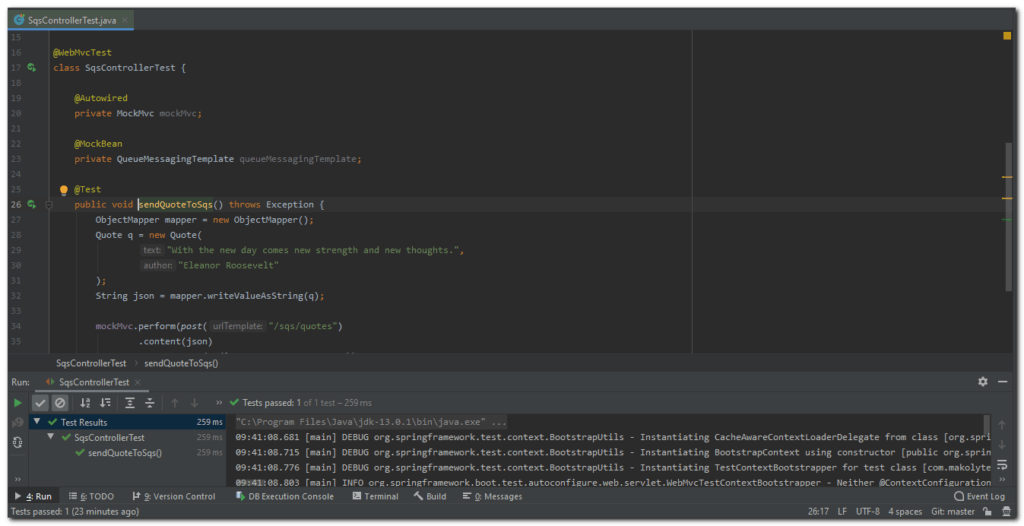 SqsControllerTest.java ×
15
16 @WebMvcTest
17 class SqsControllerTest {
18
19 @Autowired
20 private MockMvc mockMvc;
21
22 @MockBean
23 private QueueMessagingTemplate queueMessagingTemplate;
24
25 @Test
26 public void sendQuoteToSqs() throws Exception {
27 ObjectMapper mapper = new ObjectMapper();
28 Quote q = new Quote(
29 text: "With the new day comes new strength and new thoughts.",
30 author: "Eleanor Roosevelt"
31 );
32 String json = mapper.writeValueAsString(q);
33
34 mockMvc.perform(post( urlTemplate: "/sqs/quotes")
35 .content(json)
SqsControllerTest › sendQuoteToSqs()
Run: SqsControllerTest ×
» Tests passed: 1 of 1 test – 259 ms
Test Results 259 ms
SqsControllerTest 259 ms
sendQuoteToSqs() 259 ms
"C:\Program Files\Java\jdk-13.0.1\bin\java.exe" ...
09:41:08.681 [main] DEBUG org.springframework.test.context.BootstrapUtils - Instantiating CacheAwareContextLoaderDelegate from class [org.spri
09:41:08.715 [main] DEBUG org.springframework.test.context.BootstrapUtils - Instantiating BootstrapContext using constructor [public org.sprin
09:41:08.776 [main] DEBUG org.springframework.test.context.BootstrapUtils - Instantiating TestContextBootstrapper for test class [com.makolyte
09:41:08.803 [main] INFO org.springframework.boot.test.autoconfigure.web.servlet.WebMvcTestContextBootstrapper - Neither @ContextConfiguration
4: Run 6: TODO 9: Version Control DB Execution Console Terminal Build 0: Messages Event Log
Tests passed: 1 (23 minutes ago) 26:17 LF UTF-8 4 spaces Git: master